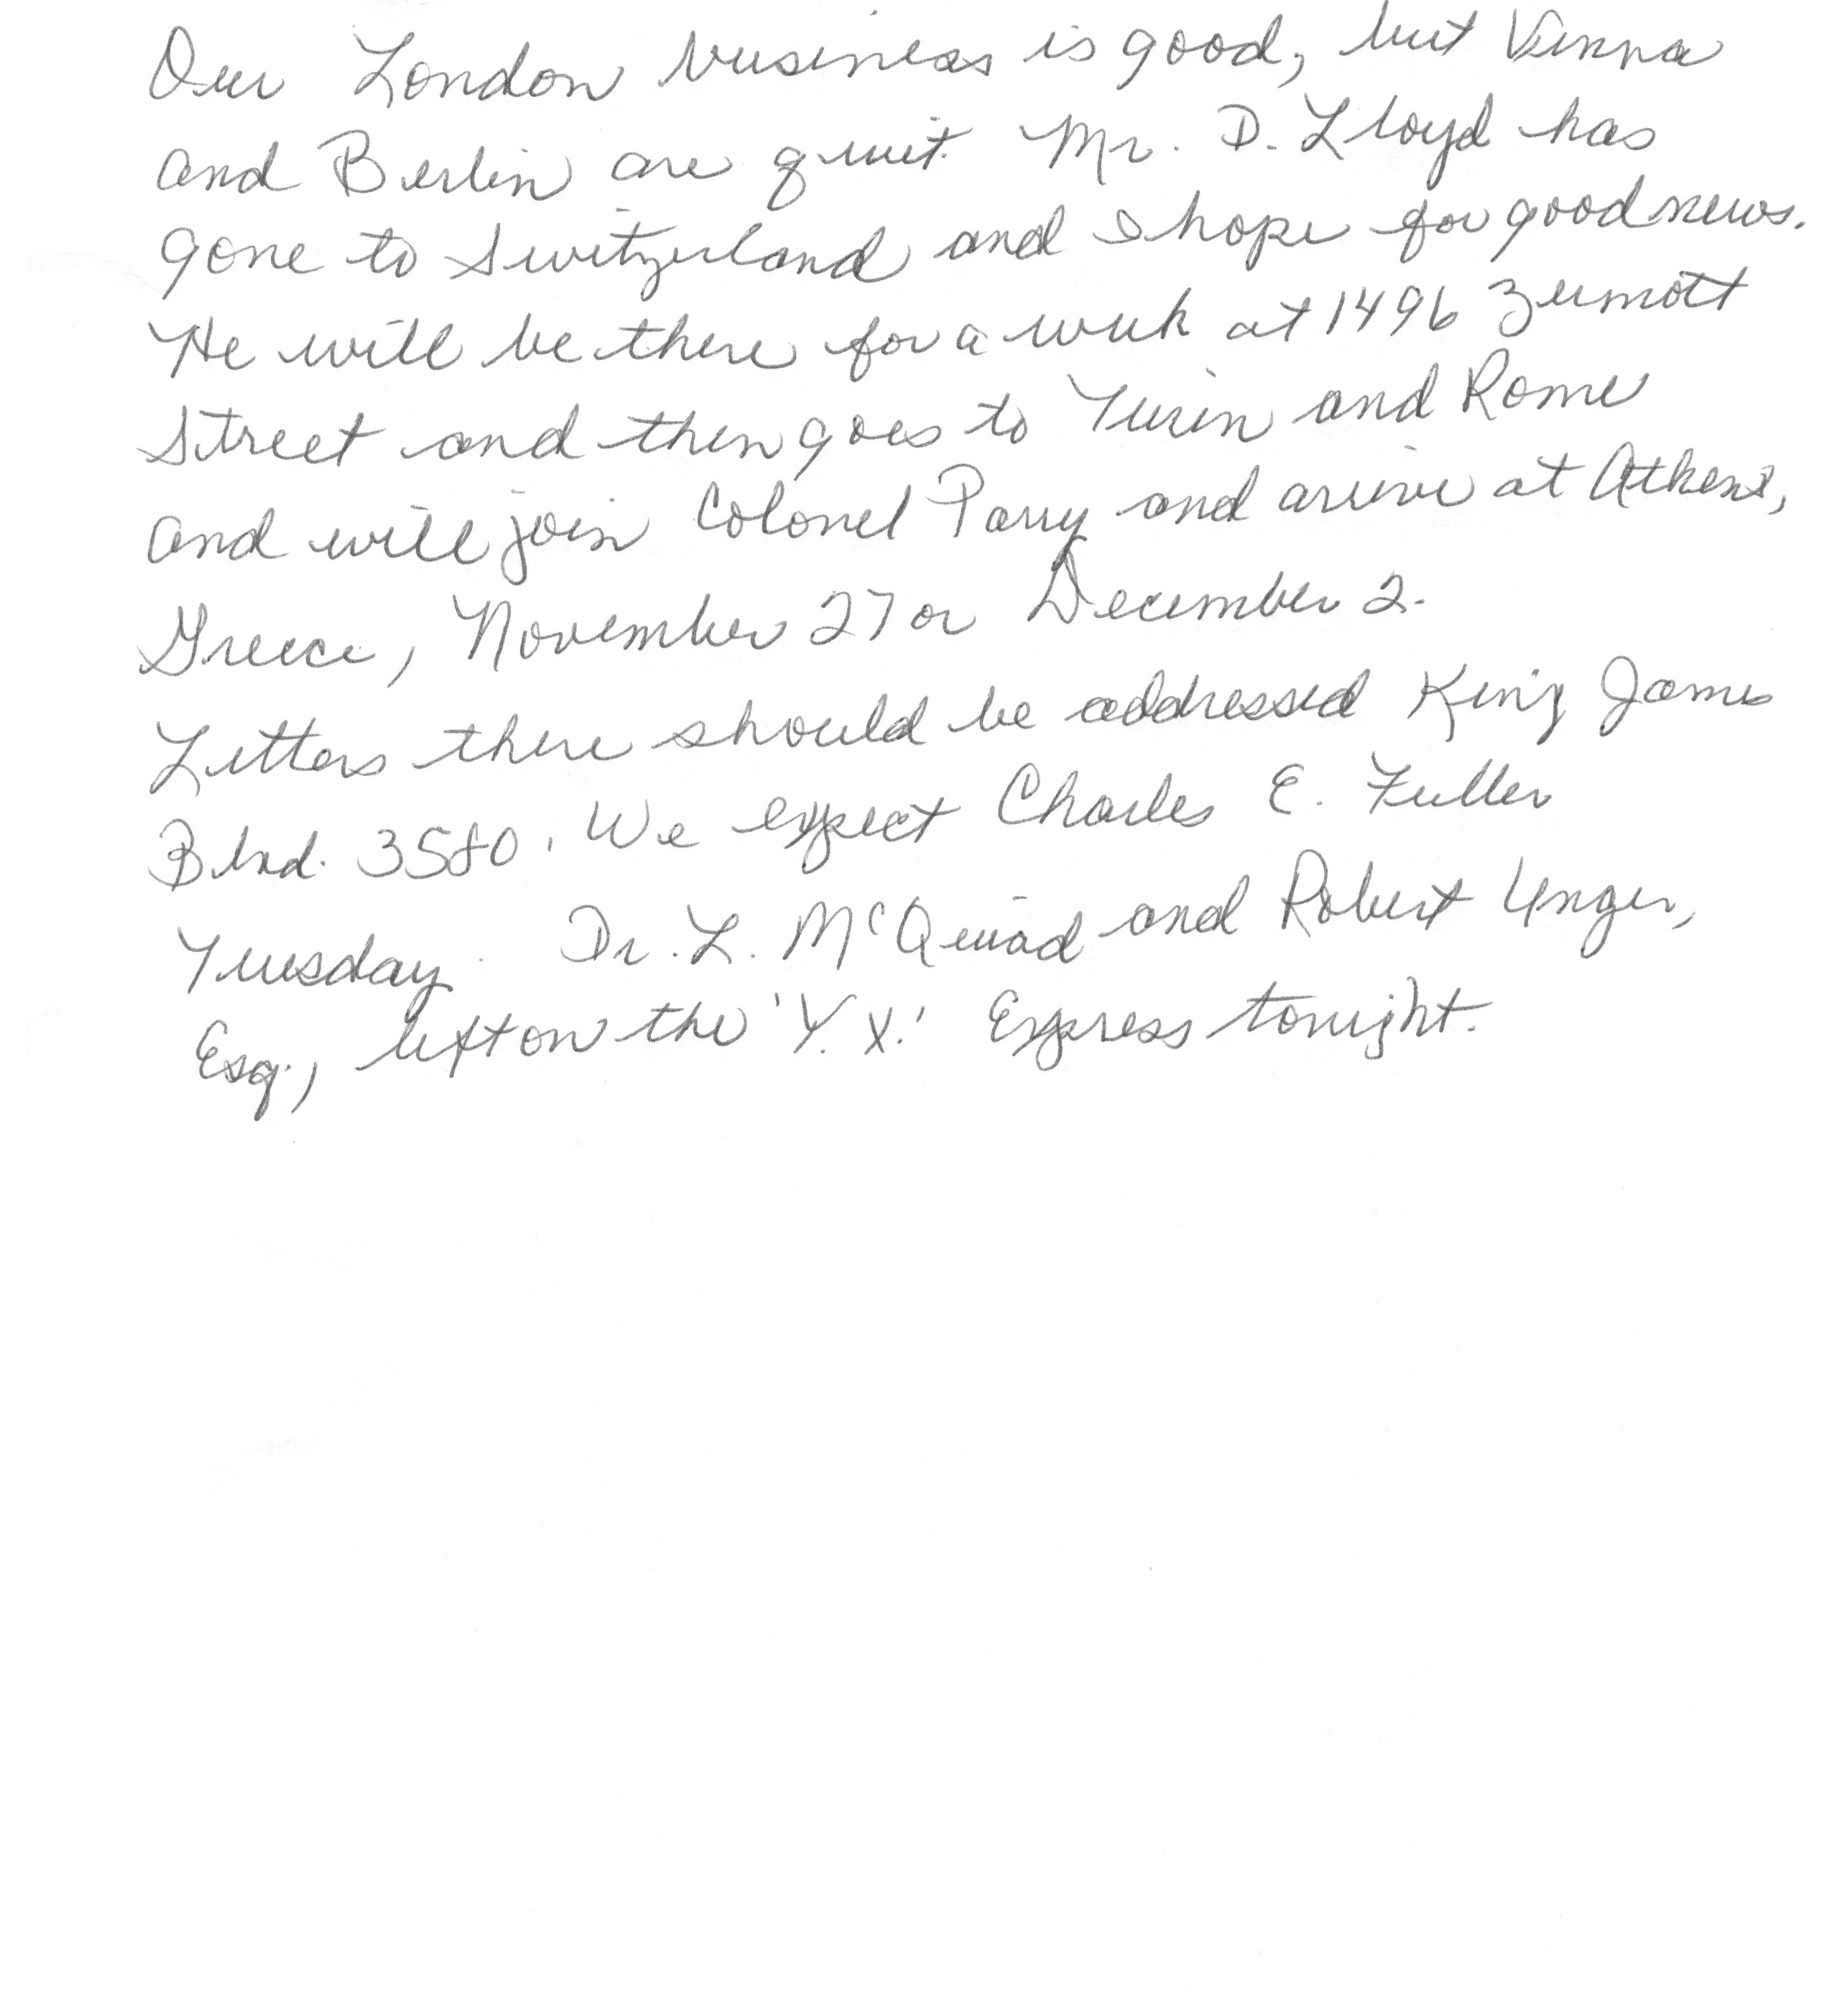 Our London business is good, but Vienna
and Berlin are quiet. Mr. D. Lloyd has
gone to Switzerland and I hope for good news.
He will be there for a week at 1496 Zermott
Street and then goes to Turin and Rome
and will join Colonel Parry and arrive at Athens,
Greece, November 27 or December 2.
Letters there should be addressed King James
Blvd. 3580. We expect Charles E. Fuller
Tuesday. Dr. L. McQuaid and Robert Unger,
Esq., left on the 'Y. X.' Express tonight.